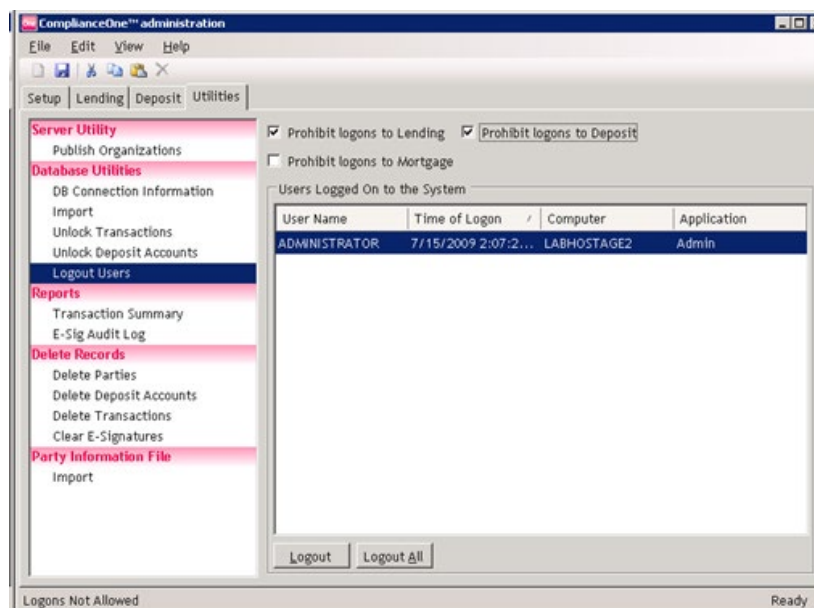 ComplianceOne™ administration
File Edit View Help
Setup Lending Deposit Utilities
Server Utility
Publish Organizations
Database Utilities
DB Connection Information
Import
Unlock Transactions
Unlock Deposit Accounts
Logout Users
Reports
Transaction Summary
E-Sig Audit Log
Delete Records
Delete Parties
Delete Deposit Accounts
Delete Transactions
Clear E-Signatures
Party Information File
Import
Prohibit logons to Lending Prohibit logons to Deposit
Prohibit logons to Mortgage
Users Logged On to the System
User Name Time of Logon / Computer Application
ADMINISTRATOR 7/15/2009 2:07:2... LABHOSTAGE2 Admin
Logout Logout All
Logons Not Allowed Ready